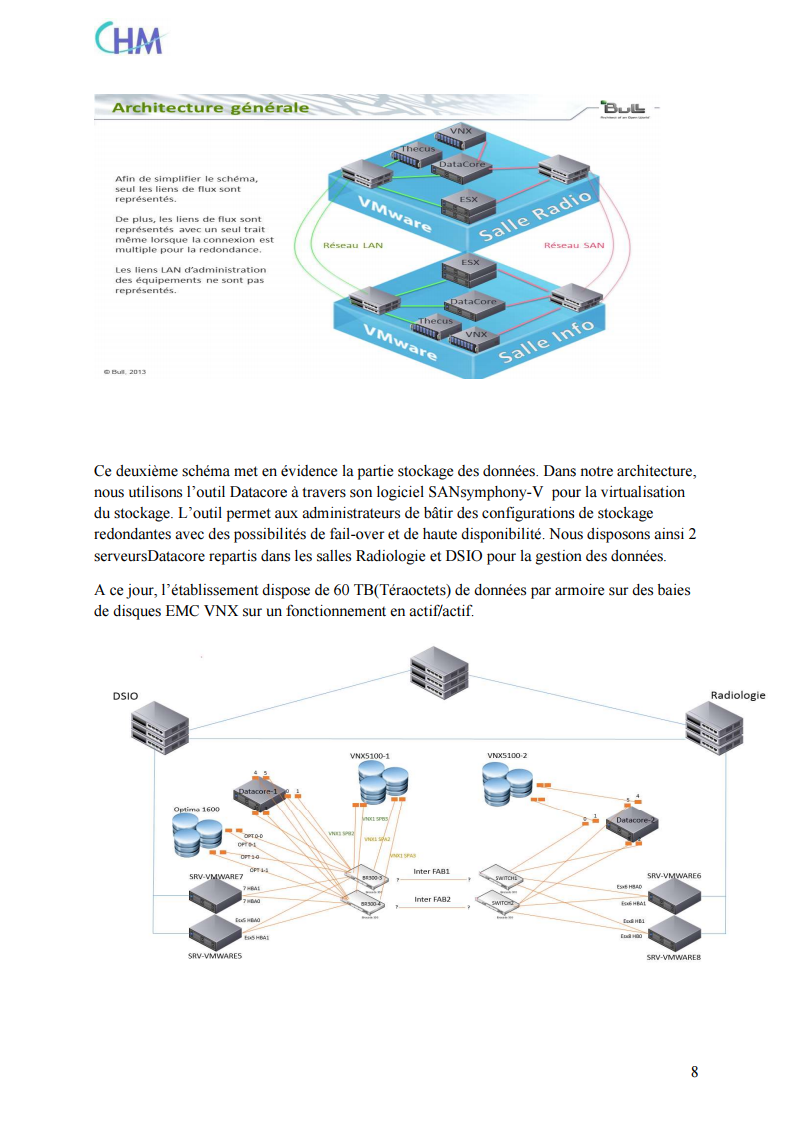 CHM
Architecture générale
Bull
Afin de simplifier le schéma,
seul les liens de flux sont
représentés.
De plus, les liens de flux sont
représentés avec un seul trait
même lorsque la connexion est
multiple pour la redondance.
Les liens LAN d'administration
des équipements ne sont pas
représentés.
VNX
Thecus
DataCore
ESX
VMware
Salle Radio
Réseau LAN
Réseau SAN
ESX
DataCore
Thecus
VNX
VMware
Salle Info
© Bull, 2013
Ce deuxième schéma met en évidence la partie stockage des données. Dans notre architecture,
nous utilisons l'outil Datacore à travers son logiciel SANsymphony-V pour la virtualisation
du stockage. L'outil permet aux administrateurs de bâtir des configurations de stockage
redondantes avec des possibilités de fail-over et de haute disponibilité. Nous disposons ainsi 2
serveursDatacore repartis dans les salles Radiologie et DSIO pour la gestion des données.
A ce jour, l'établissement dispose de 60 TB(Téraoctets) de données par armoire sur des baies
de disques EMC VNX sur un fonctionnement en actif/actif.
DSIO
Radiologie
VNX5100-1
VNX5100-2
4 5
Datacore-1
0 1
Optima 1600
5 4
0 1
Datacore-2
VNX1 SPB3
VNX1 SPB2
VNX1 SPA2
VNX1 SPA3
OPT 0-0
OPT 0-1
OPT 1-0
OPT 1-1
SRV-VMWARE7
7 HBA1
7 HBA0
Esx5 HBA0
Esx5 HBA1
SRV-VMWARE5
BR300-3
BR300-4
Inter FAB1
? ?
Inter FAB2
? ?
SWITCH1
SWITCH2
SRV-VMWARE6
Esx6 HBA0
Esx6 HBA1
Esx8 HB1
Esx8 HB0
SRV-VMWARE8
8